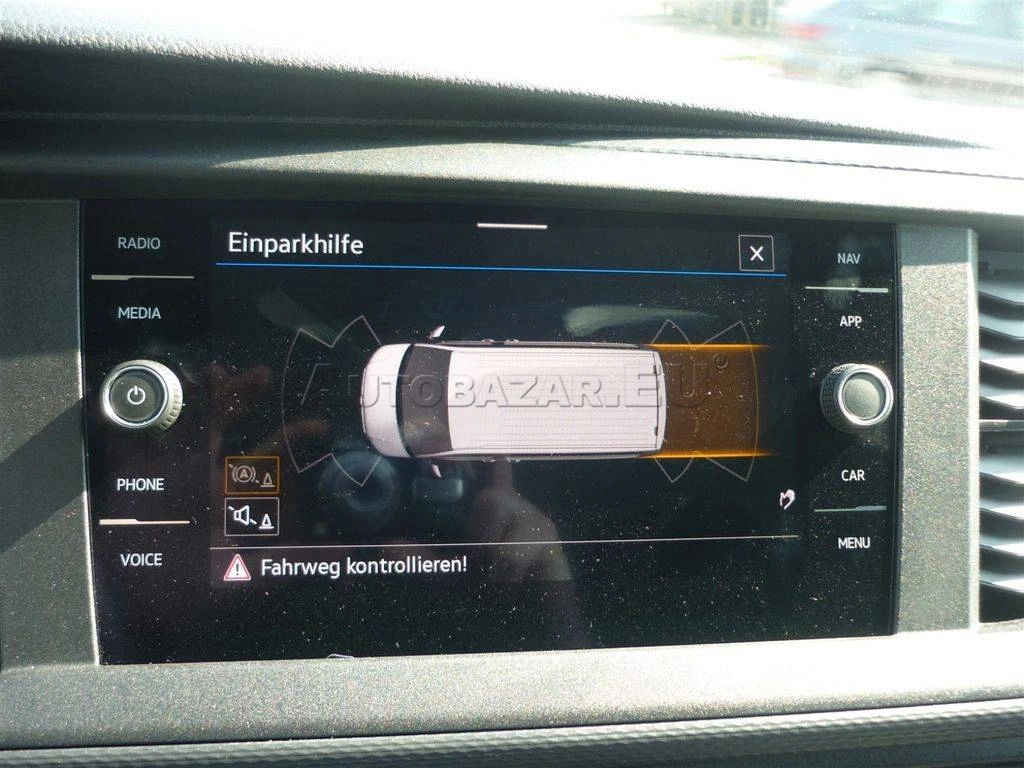 RADIO
MEDIA
PHONE
VOICE
Einparkhilfe
X
AUTOBAZAR.EU
(A)
Fahrweg kontrollieren!
NAV
APP
CAR
MENU